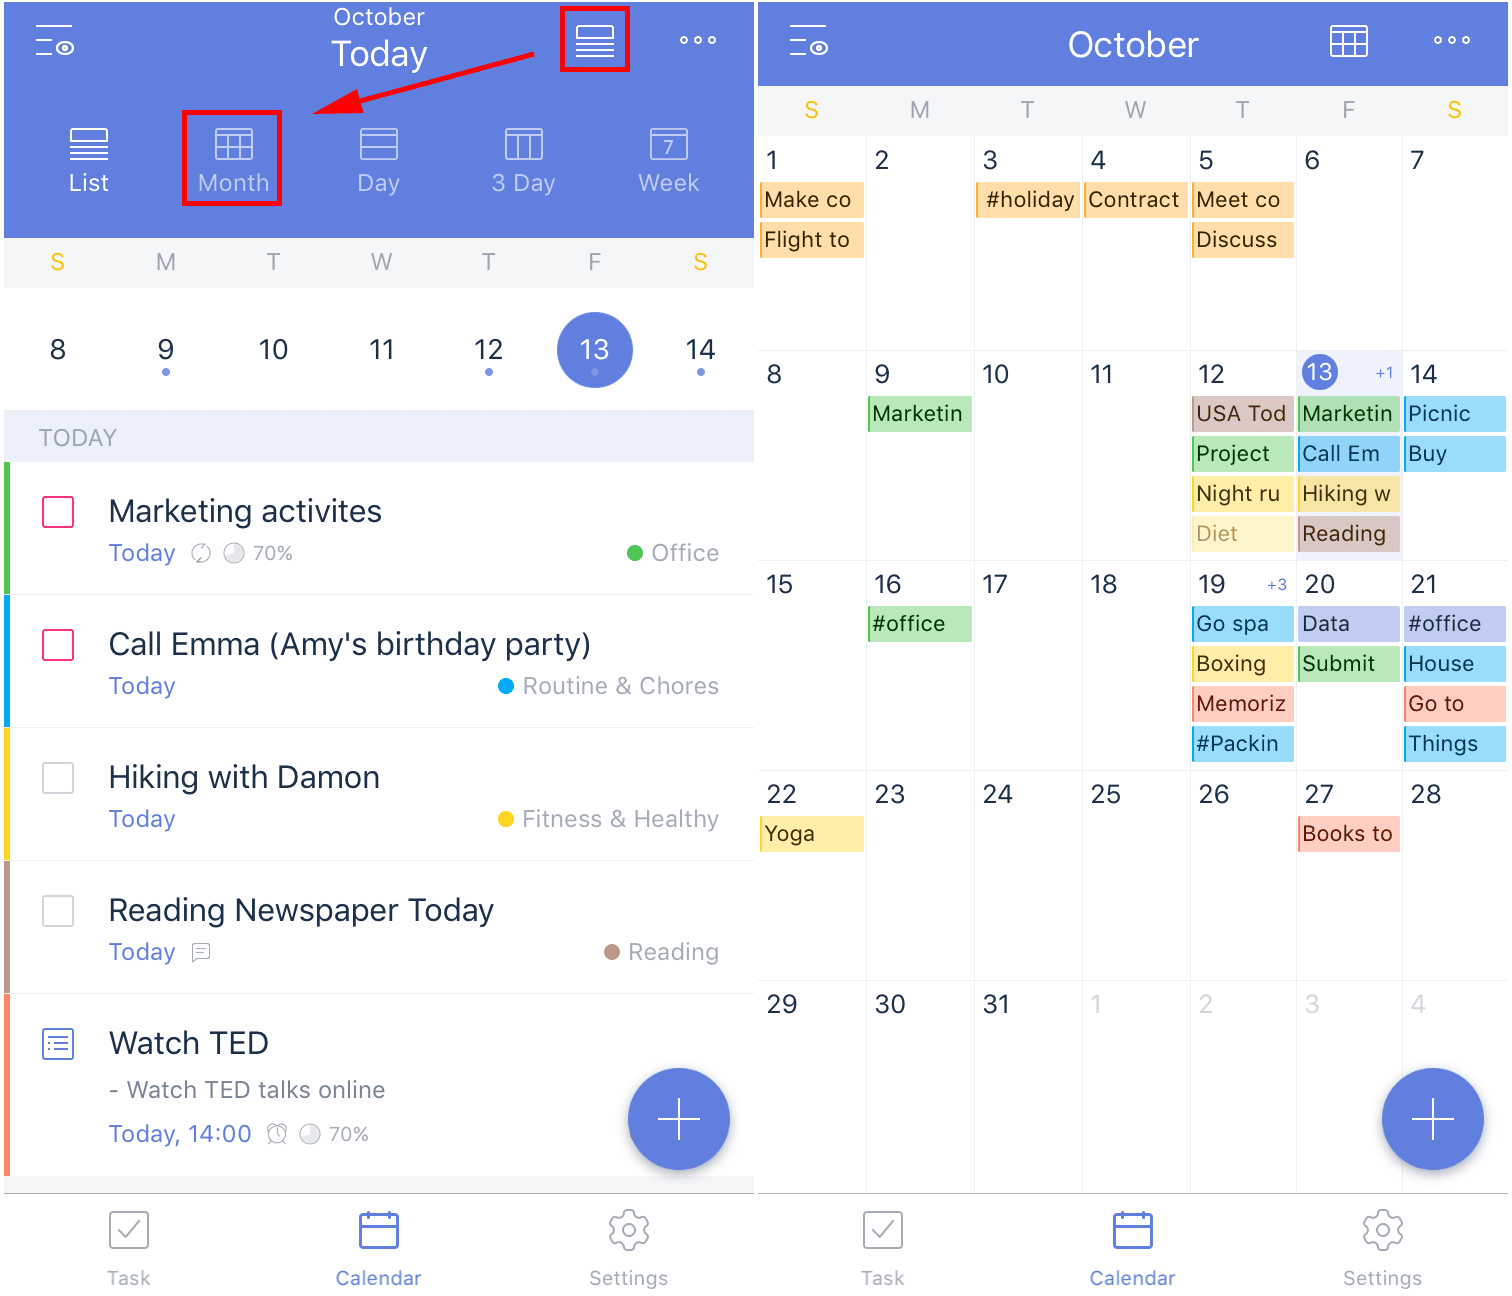 October
Today
List
Month
Day
3 Day
7
Week
S M T W T F S
8 9 10 11 12 13 14
TODAY
Marketing activites
Today 70% Office
Call Emma (Amy's birthday party)
Today Routine & Chores
Hiking with Damon
Today Fitness & Healthy
Reading Newspaper Today
Today Reading
Watch TED
- Watch TED talks online
Today, 14:00 70%
Task Calendar Settings
October
S M T W T F S
1 2 3 4 5 6 7
Make co #holiday Contract Meet co
Flight to Discuss
8 9 10 11 12 13 +1 14
Marketin USA Tod Marketin Picnic
Project Call Em Buy
Night ru Hiking w
Diet Reading
15 16 17 18 19 +3 20 21
#office Go spa Data #office
Boxing Submit House
Memoriz Go to
#Packin Things
22 23 24 25 26 27 28
Yoga Books to
29 30 31 1 2 3 4
Task Calendar Settings